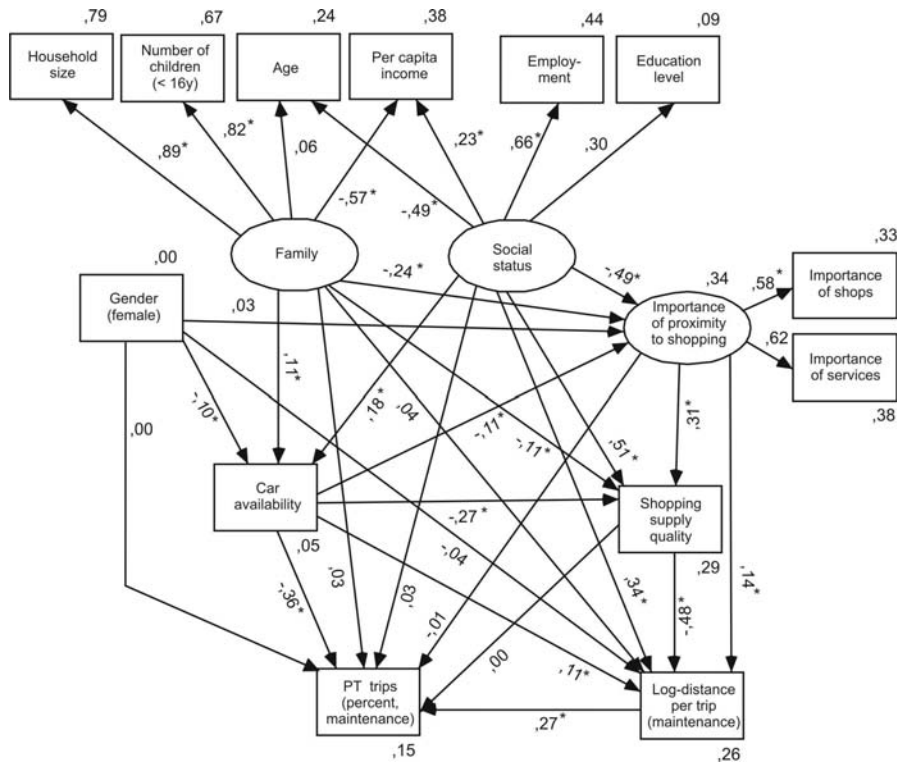 ,79
,67
,24
,38
,44
,09
Household
size
Number of
children
(< 16y)
Age
Per capita
income
Employ-
ment
Education
level
,89*
,82*
,06
-,57*
-,49*
,23*
,66*
,30
Family
Social
status
,00
Gender
(female)
,03
-,24*
-,49*
,34
Importance
of proximity
to shopping
,58*
,33
Importance
of shops
,62
Importance
of services
,38
,00
-,10*
,11*
,18*
,04
-,11*
-,11*
,51*
,31*
Car
availability
,05
-,27*
Shopping
supply
quality
,29
-,36*
,03
,03
-,04
-,01
,00
,34*
-,48*
,14*
,11*
PT trips
(percent,
maintenance)
,15
,27*
Log-distance
per trip
(maintenance)
,26